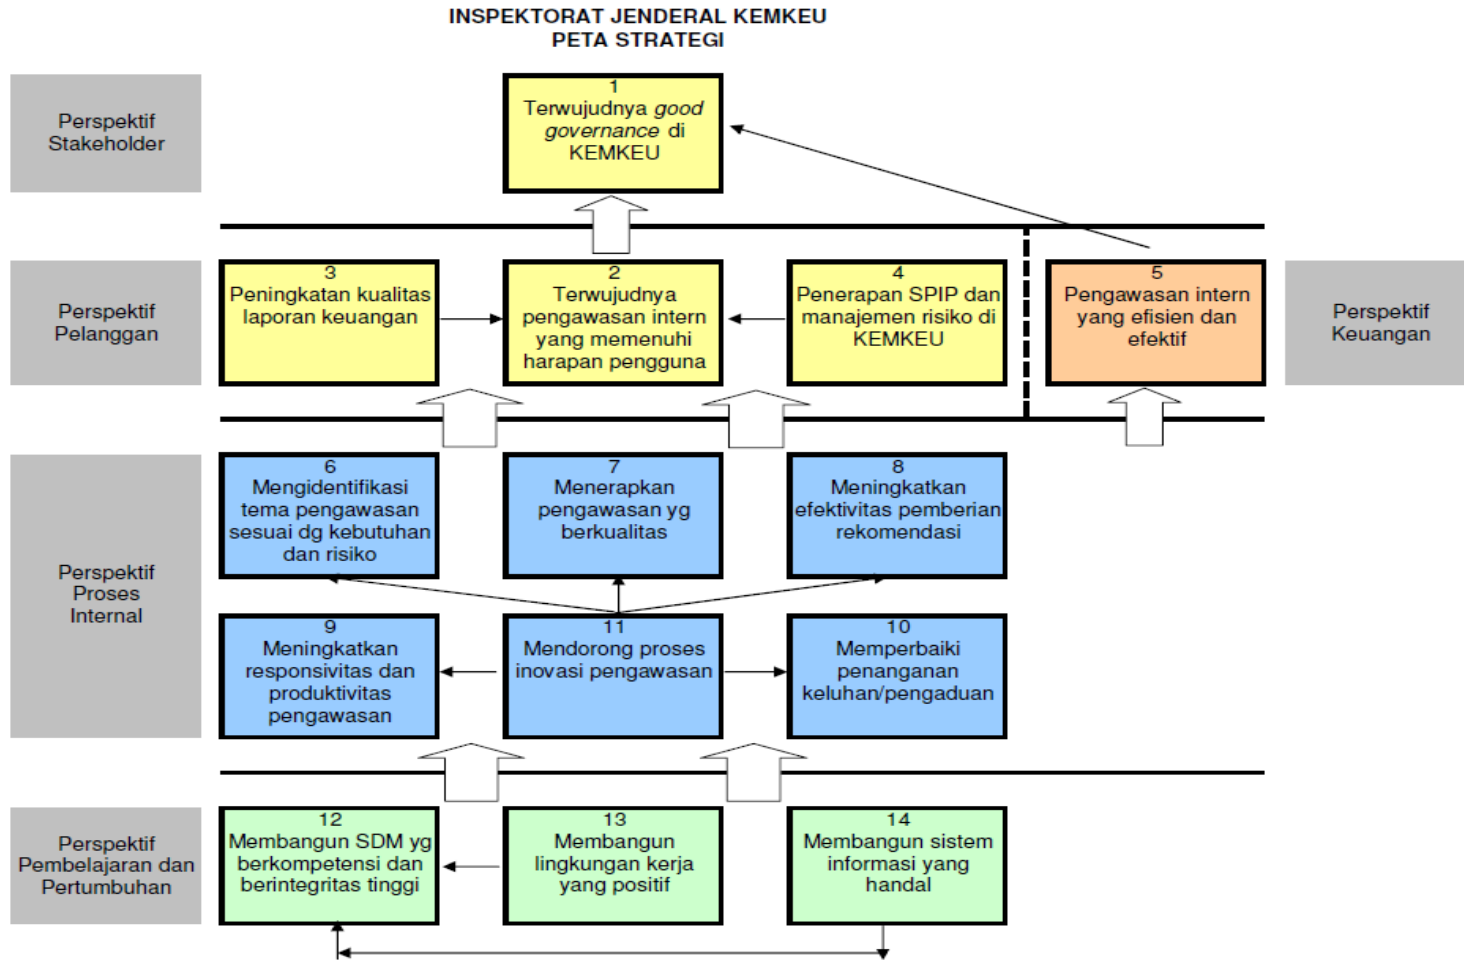 INSPEKTORAT JENDERAL KEMKEU
PETA STRATEGI
Perspektif
Stakeholder
1
Terwujudnya good
governance di
KEMKEU
Perspektif
Pelanggan
3
Peningkatan kualitas
laporan keuangan
2
Terwujudnya
pengawasan intern
yang memenuhi
harapan pengguna
4
Penerapan SPIP dan
manajemen risiko di
KEMKEU
5
Pengawasan intern
yang efisien dan
efektif
Perspektif
Keuangan
Perspektif
Proses
Internal
6
Mengidentifikasi
tema pengawasan
sesuai dg kebutuhan
dan risiko
7
Menerapkan
pengawasan yg
berkualitas
8
Meningkatkan
efektivitas pemberian
rekomendasi
9
Meningkatkan
responsivitas dan
produktivitas
pengawasan
11
Mendorong proses
inovasi pengawasan
10
Memperbaiki
penanganan
keluhan/pengaduan
Perspektif
Pembelajaran dan
Pertumbuhan
12
Membangun SDM yg
berkompetensi dan
berintegritas tinggi
13
Membangun
lingkungan kerja
yang positif
14
Membangun sistem
informasi yang
handal